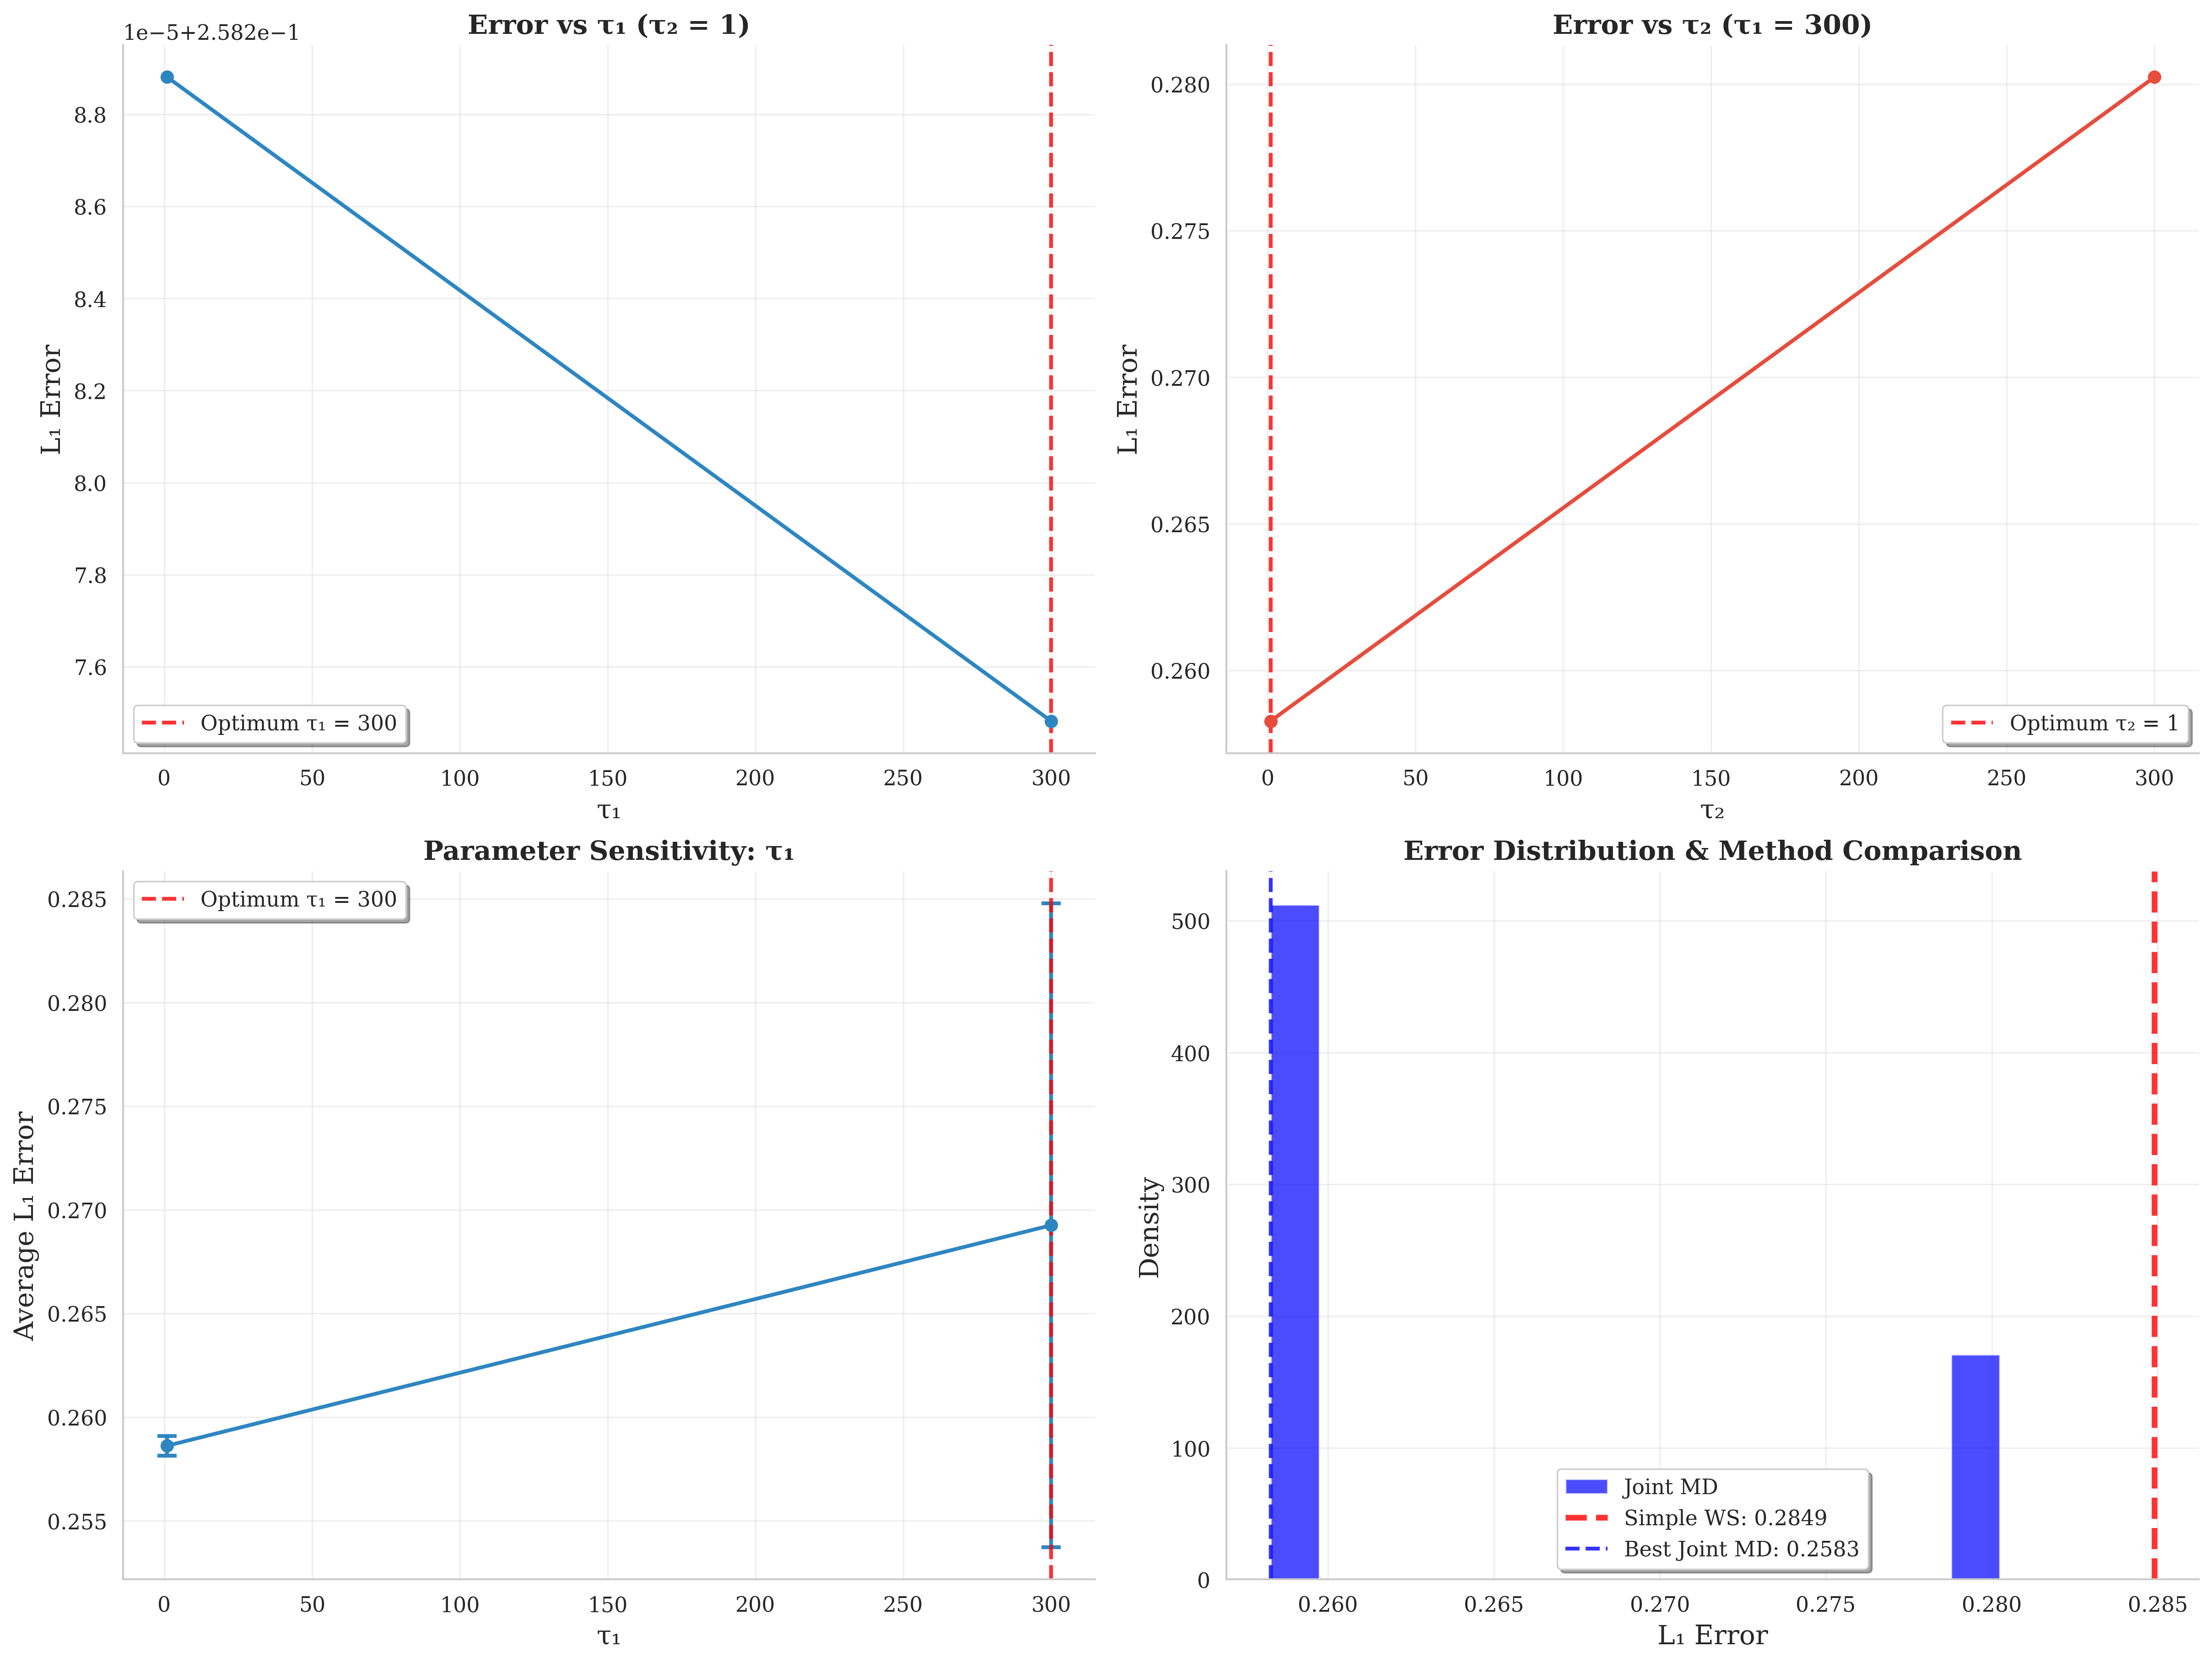 Error vs τ₁ (τ₂ = 1)
1e−5+2.582e−1
8.8
8.6
8.4
8.2
8.0
7.8
7.6
L₁ Error
Optimum τ₁ = 300
0 50 100 150 200 250 300
τ₁
Error vs τ₂ (τ₁ = 300)
0.280
0.275
0.270
0.265
0.260
L₁ Error
Optimum τ₂ = 1
0 50 100 150 200 250 300
τ₂
Parameter Sensitivity: τ₁
Optimum τ₁ = 300
0.285
0.280
0.275
0.270
0.265
0.260
0.255
Average L₁ Error
0 50 100 150 200 250 300
τ₁
Error Distribution & Method Comparison
500
400
300
200
100
0
Density
Joint MD
Simple WS: 0.2849
Best Joint MD: 0.2583
0.260 0.265 0.270 0.275 0.280 0.285
L₁ Error